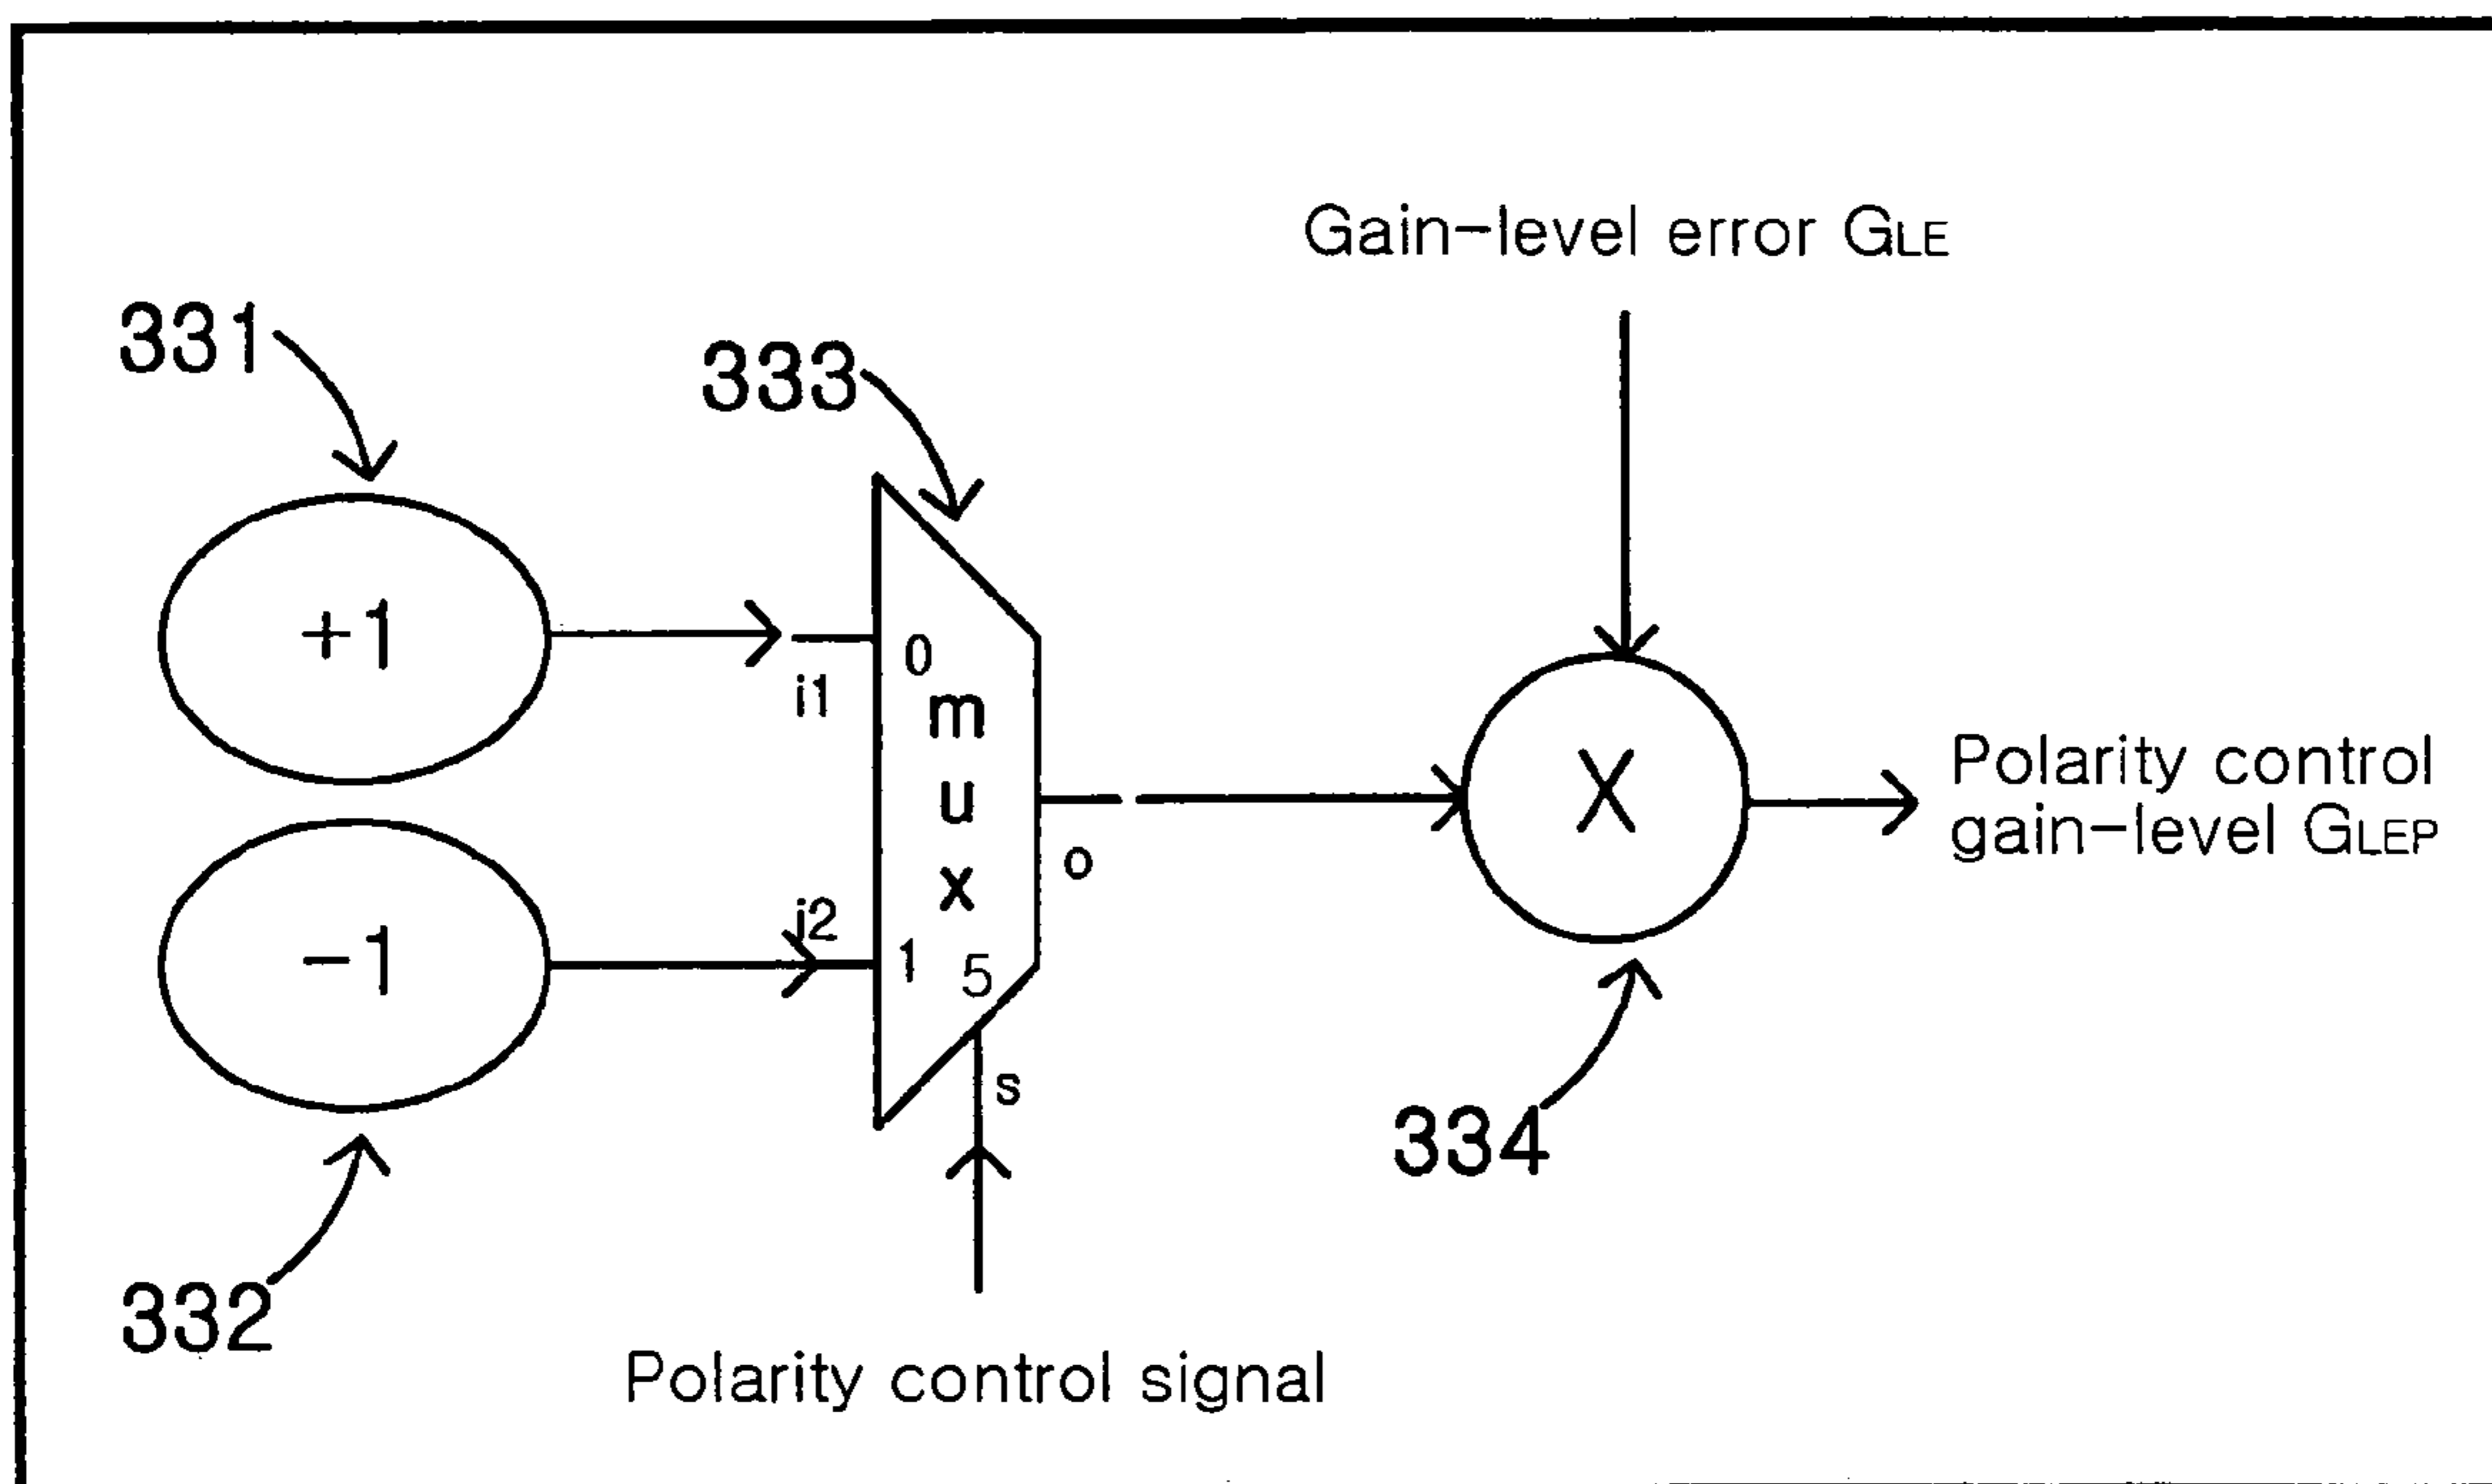 Gain-level error GLE
331
333
+1
0
i1
mux
Polarity control
gain-level GLEP
o
i2
-1
1
5
X
s
334
332
Polarity control signal